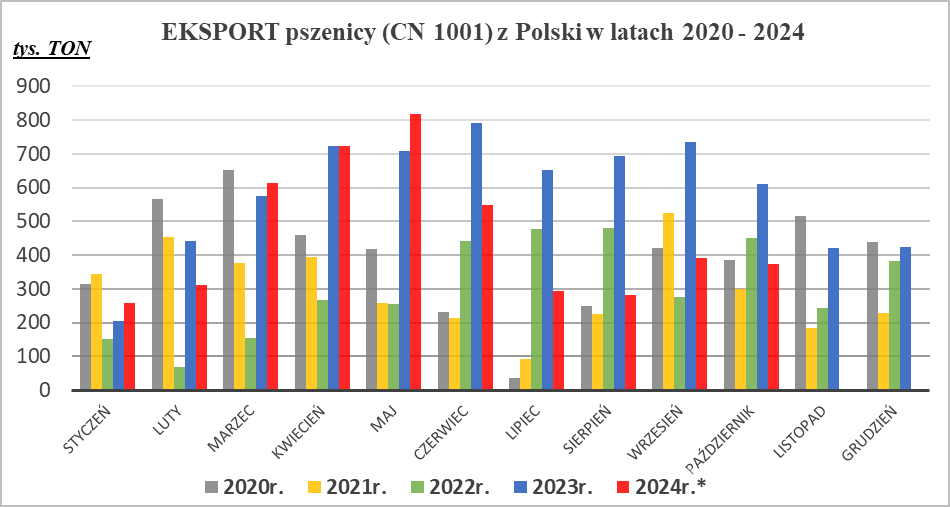 EKSPORT pszenicy (CN 1001) z Polski w latach 2020 - 2024
tys. TON
900
800
700
600
500
400
300
200
100
0
STYCZEŃ
LUTY
MARZEC
KWIECIEŃ
MAJ
CZERWIEC
LIPIEC
SIERPIEŃ
WRZESIEŃ
PAŹDZIERNIK
LISTOPAD
GRUDZIEŃ
2020r. 2021r. 2022r. 2023r. 2024r.*